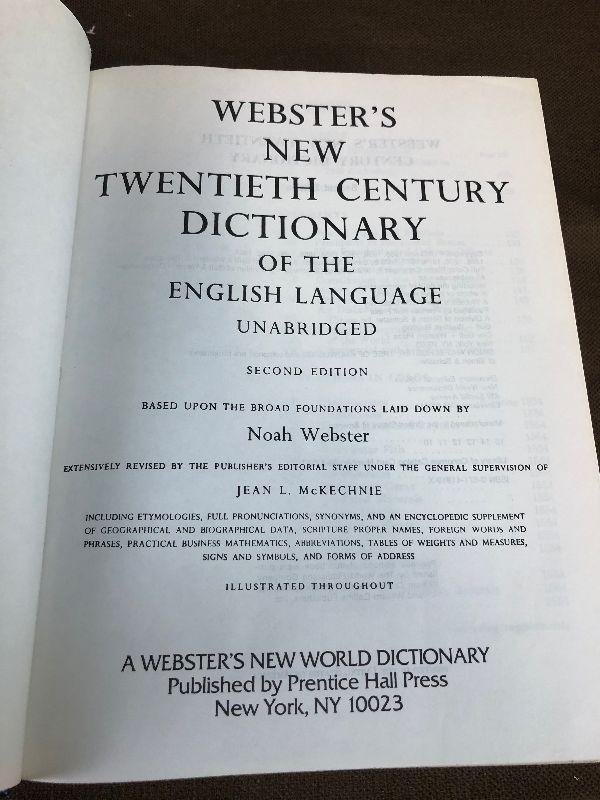 WEBSTER'S
NEW
TWENTIETH CENTURY
DICTIONARY
OF THE
ENGLISH LANGUAGE
UNABRIDGED
SECOND EDITION
BASED UPON THE BROAD FOUNDATIONS LAID DOWN BY
Noah Webster
EXTENSIVELY REVISED BY THE PUBLISHER'S EDITORIAL STAFF UNDER THE GENERAL SUPERVISION OF
JEAN L. McKECHNIE
INCLUDING ETYMOLOGIES, FULL PRONUNCIATIONS, SYNONYMS, AND AN ENCYCLOPEDIC SUPPLEMENT
OF GEOGRAPHICAL AND BIOGRAPHICAL DATA, SCRIPTURE PROPER NAMES, FOREIGN WORDS AND
PHRASES, PRACTICAL BUSINESS MATHEMATICS, ABBREVIATIONS, TABLES OF WEIGHTS AND MEASURES,
SIGNS AND SYMBOLS, AND FORMS OF ADDRESS
ILLUSTRATED THROUGHOUT
A WEBSTER'S NEW WORLD DICTIONARY
Published by Prentice Hall Press
New York, NY 10023